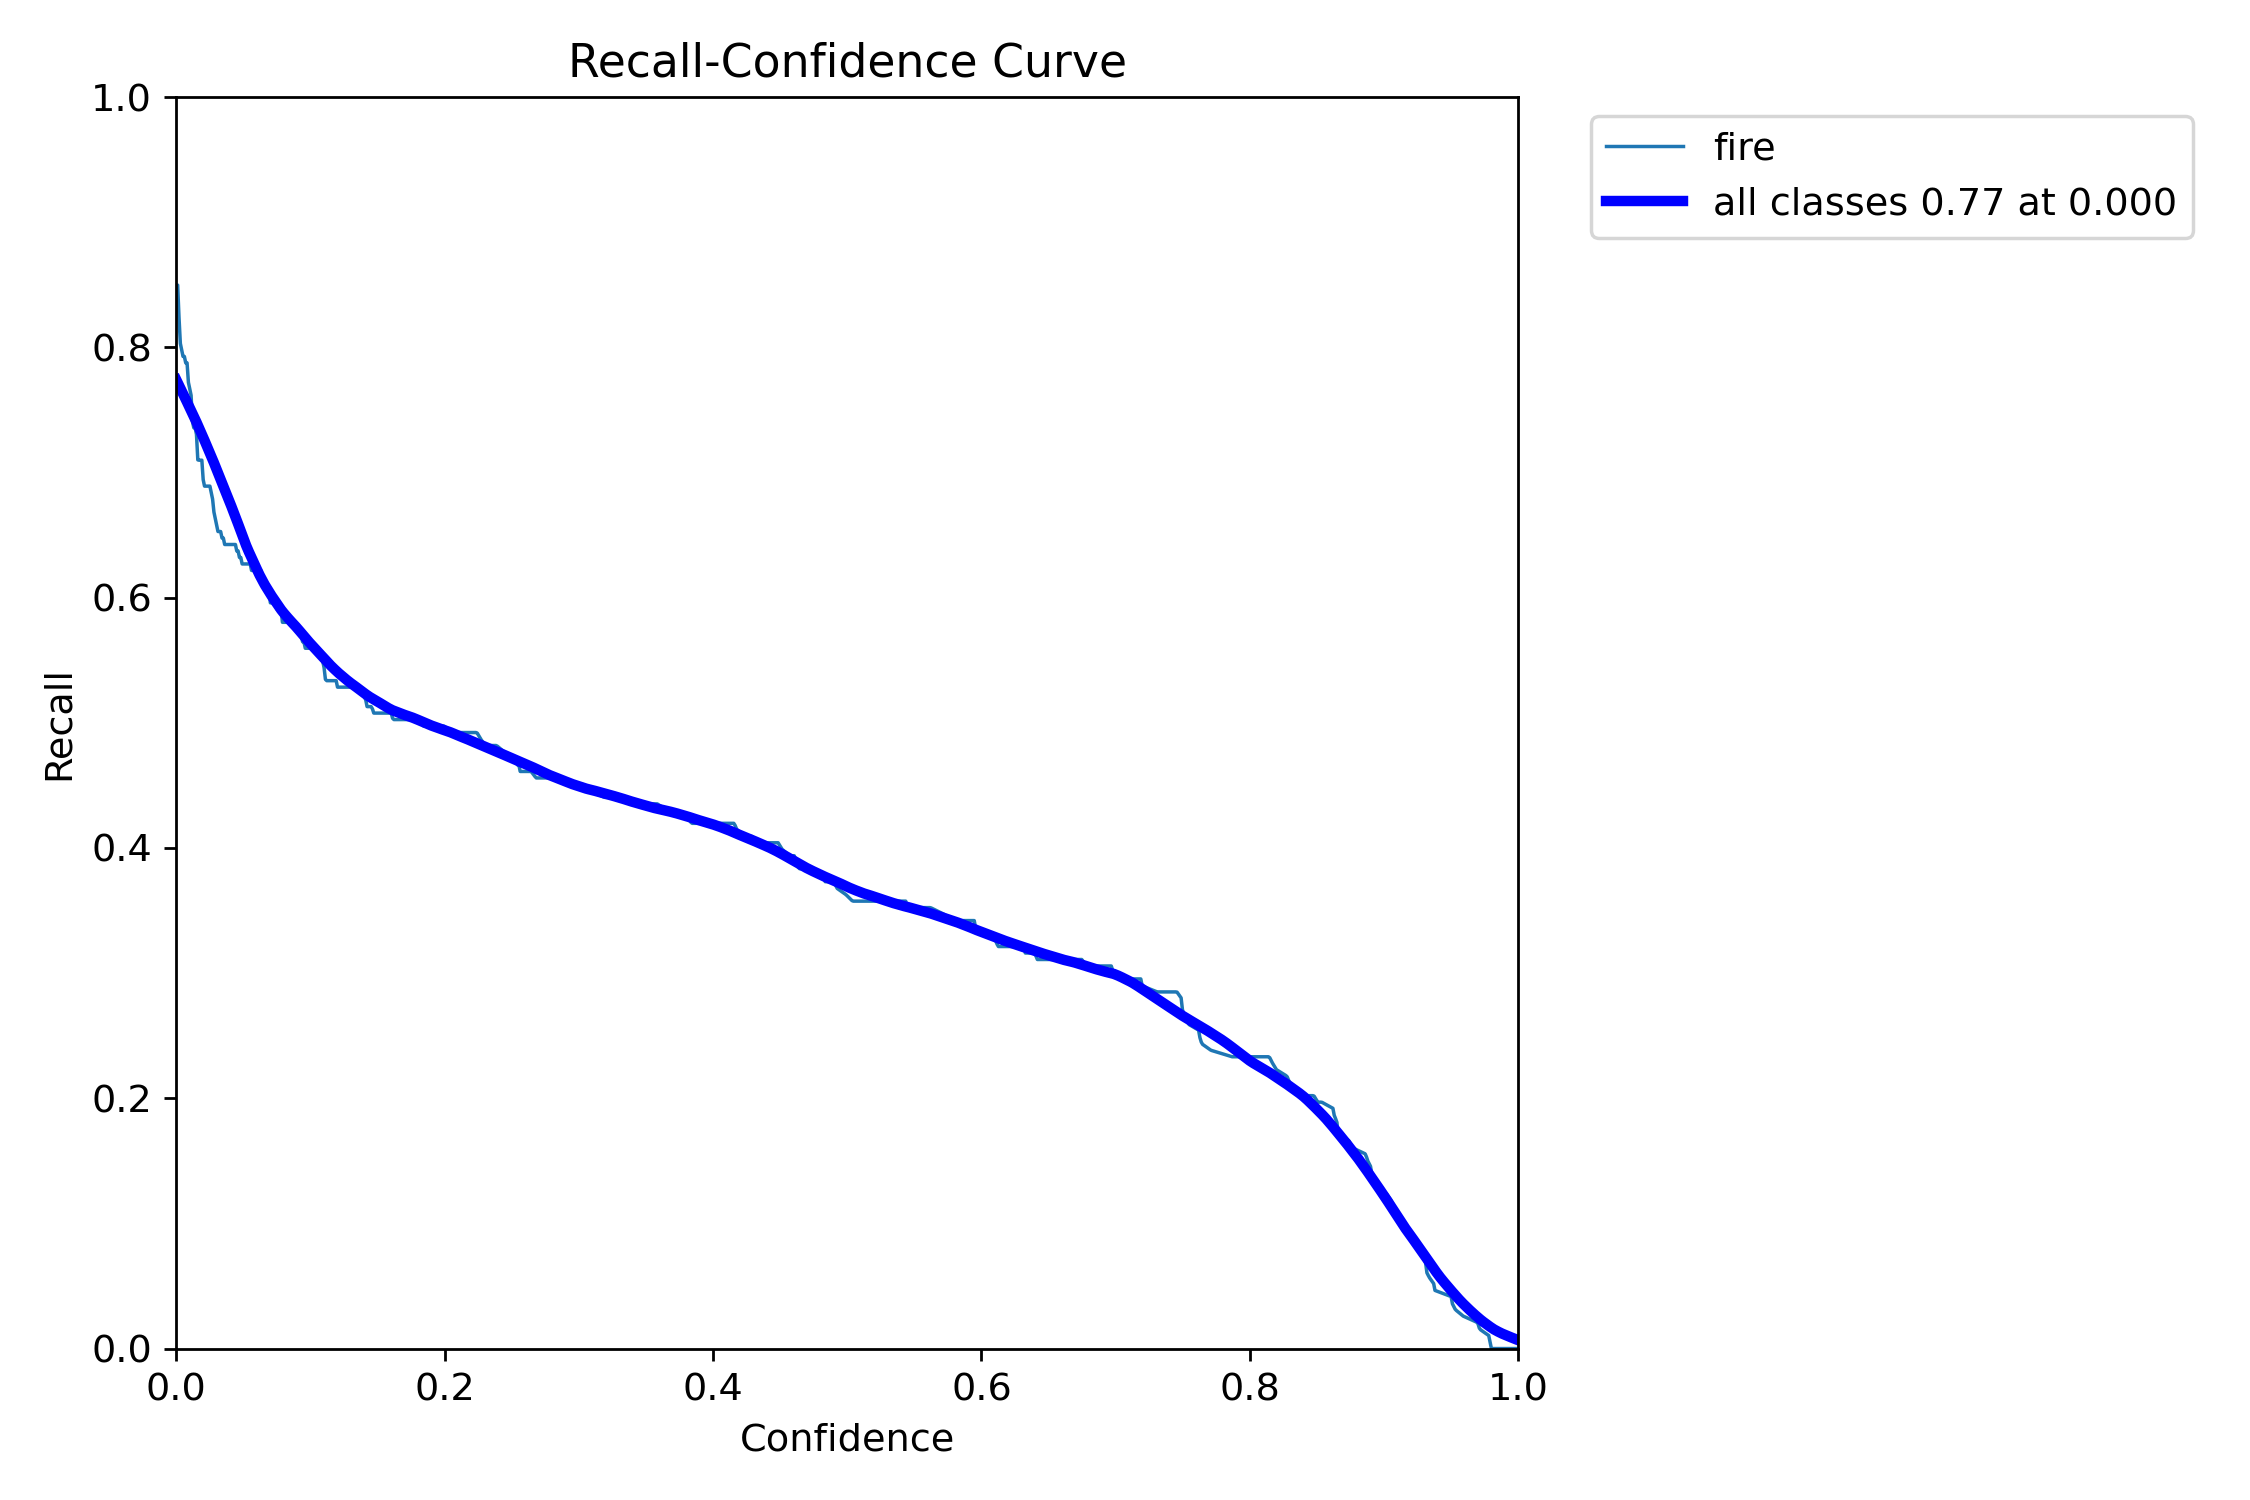 Recall-Confidence Curve
1.0
0.8
0.6
0.4
0.2
0.0
Recall
0.0 0.2 0.4 0.6 0.8 1.0
Confidence
fire
all classes 0.77 at 0.000